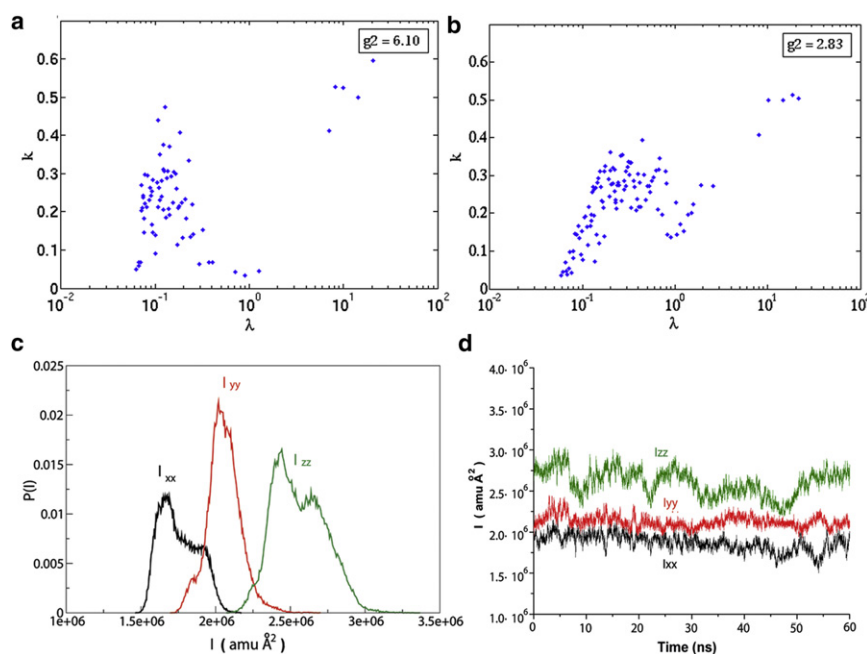 a
g2 = 6.10
k
0.6
0.5
0.4
0.3
0.2
0.1
0
10⁻² 10⁻¹ 10⁰ 10¹ 10²
λ
b
g2 = 2.83
k
0.6
0.5
0.4
0.3
0.2
0.1
0
10⁻² 10⁻¹ 10⁰ 10¹ 10²
λ
c
P(I)
0.025
0.02
0.015
0.01
0.005
0
I xx
I yy
I zz
1e+06 1.5e+06 2e+06 2.5e+06 3e+06 3.5e+06
I ( amu Å² )
d
I ( amu Å²)
4.0· 10⁶
3.5· 10⁶
3.0· 10⁶
2.5· 10⁶
2.0· 10⁶
1.5· 10⁶
1.0· 10⁶
Izz
Iyy
Ixx
0 10 20 30 40 50 60
Time (ns)